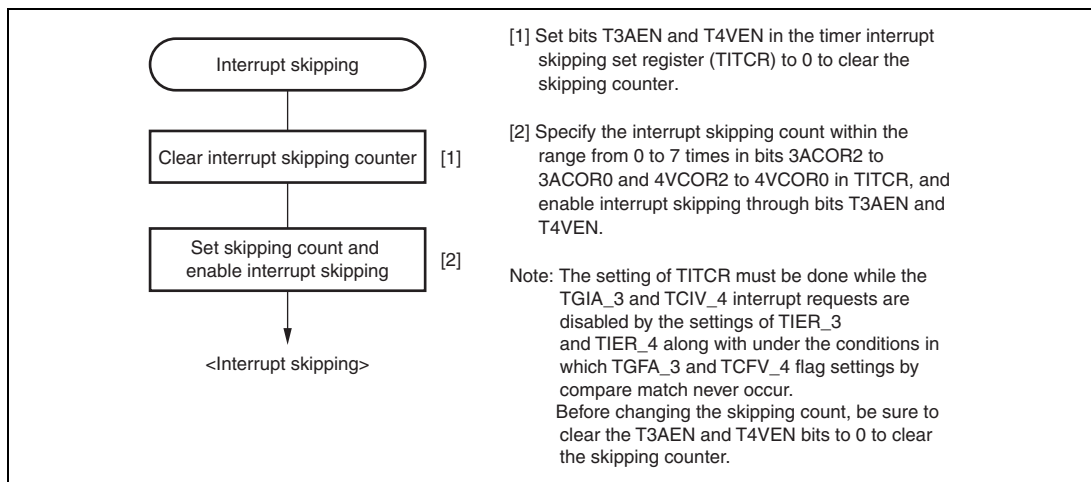 Interrupt skipping
Clear interrupt skipping counter
[1]
Set skipping count and
enable interrupt skipping
[2]
<Interrupt skipping>
[1] Set bits T3AEN and T4VEN in the timer interrupt
skipping set register (TITCR) to 0 to clear the
skipping counter.
[2] Specify the interrupt skipping count within the
range from 0 to 7 times in bits 3ACOR2 to
3ACOR0 and 4VCOR2 to 4VCOR0 in TITCR, and
enable interrupt skipping through bits T3AEN and
T4VEN.
Note: The setting of TITCR must be done while the
TGIA_3 and TCIV_4 interrupt requests are
disabled by the settings of TIER_3
and TIER_4 along with under the conditions in
which TGFA_3 and TCFV_4 flag settings by
compare match never occur.
Before changing the skipping count, be sure to
clear the T3AEN and T4VEN bits to 0 to clear
the skipping counter.